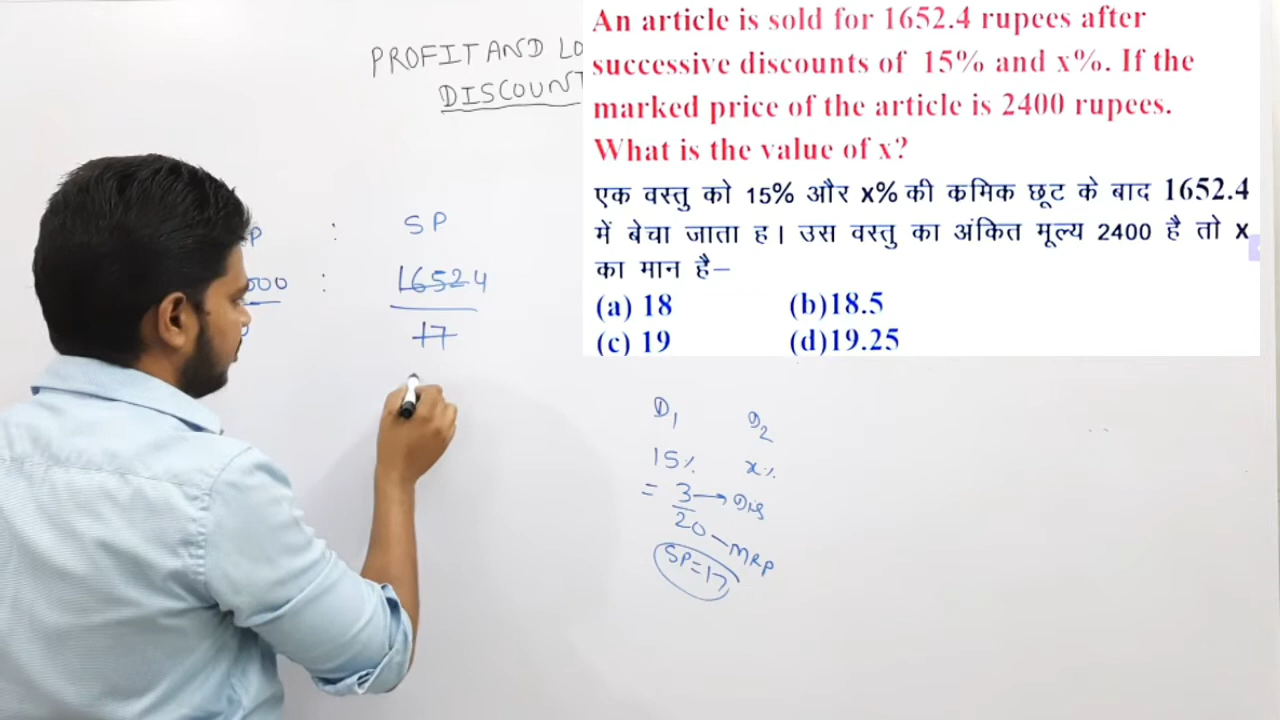 PROFIT AND LO
DISCOUNT
An article is sold for 1652.4 rupees after
successive discounts of 15% and x%. If the
marked price of the article is 2400 rupees.
What is the value of x?
एक वस्तु को 15% और x% की क्रमिक छूट के बाद 1652.4
में बेचा जाता ह। उस वस्तु का अंकित मूल्य 2400 है तो x
का मान है–
(a) 18 (b)18.5
(c) 19 (d)19.25
: SP
: 16524
17
D1 D2
15% x%
= 3 → Dis
20 – MRP
SP=17